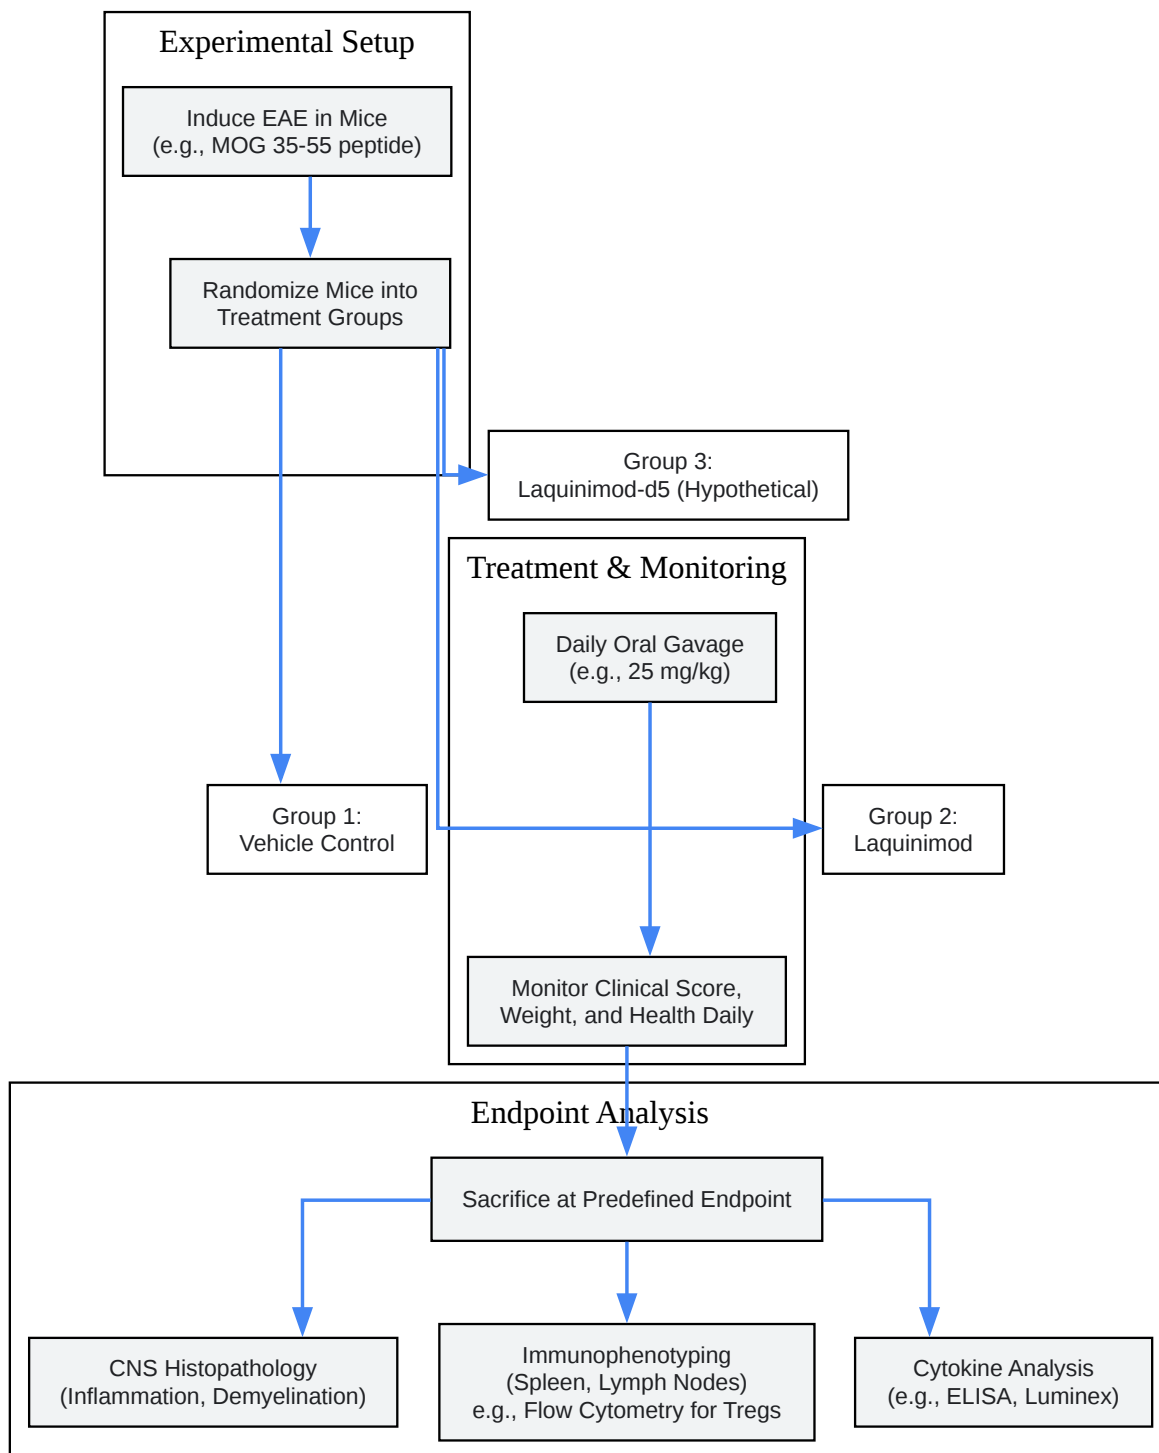 Experimental Setup
Induce EAE in Mice
(e.g., MOG 35-55 peptide)
Randomize Mice into
Treatment Groups
Group 3:
Laquinimod-d5 (Hypothetical)
Treatment & Monitoring
Daily Oral Gavage
(e.g., 25 mg/kg)
Group 1:
Vehicle Control
Group 2:
Laquinimod
Monitor Clinical Score,
Weight, and Health Daily
Endpoint Analysis
Sacrifice at Predefined Endpoint
CNS Histopathology
(Inflammation, Demyelination)
Immunophenotyping
(Spleen, Lymph Nodes)
e.g., Flow Cytometry for Tregs
Cytokine Analysis
(e.g., ELISA, Luminex)